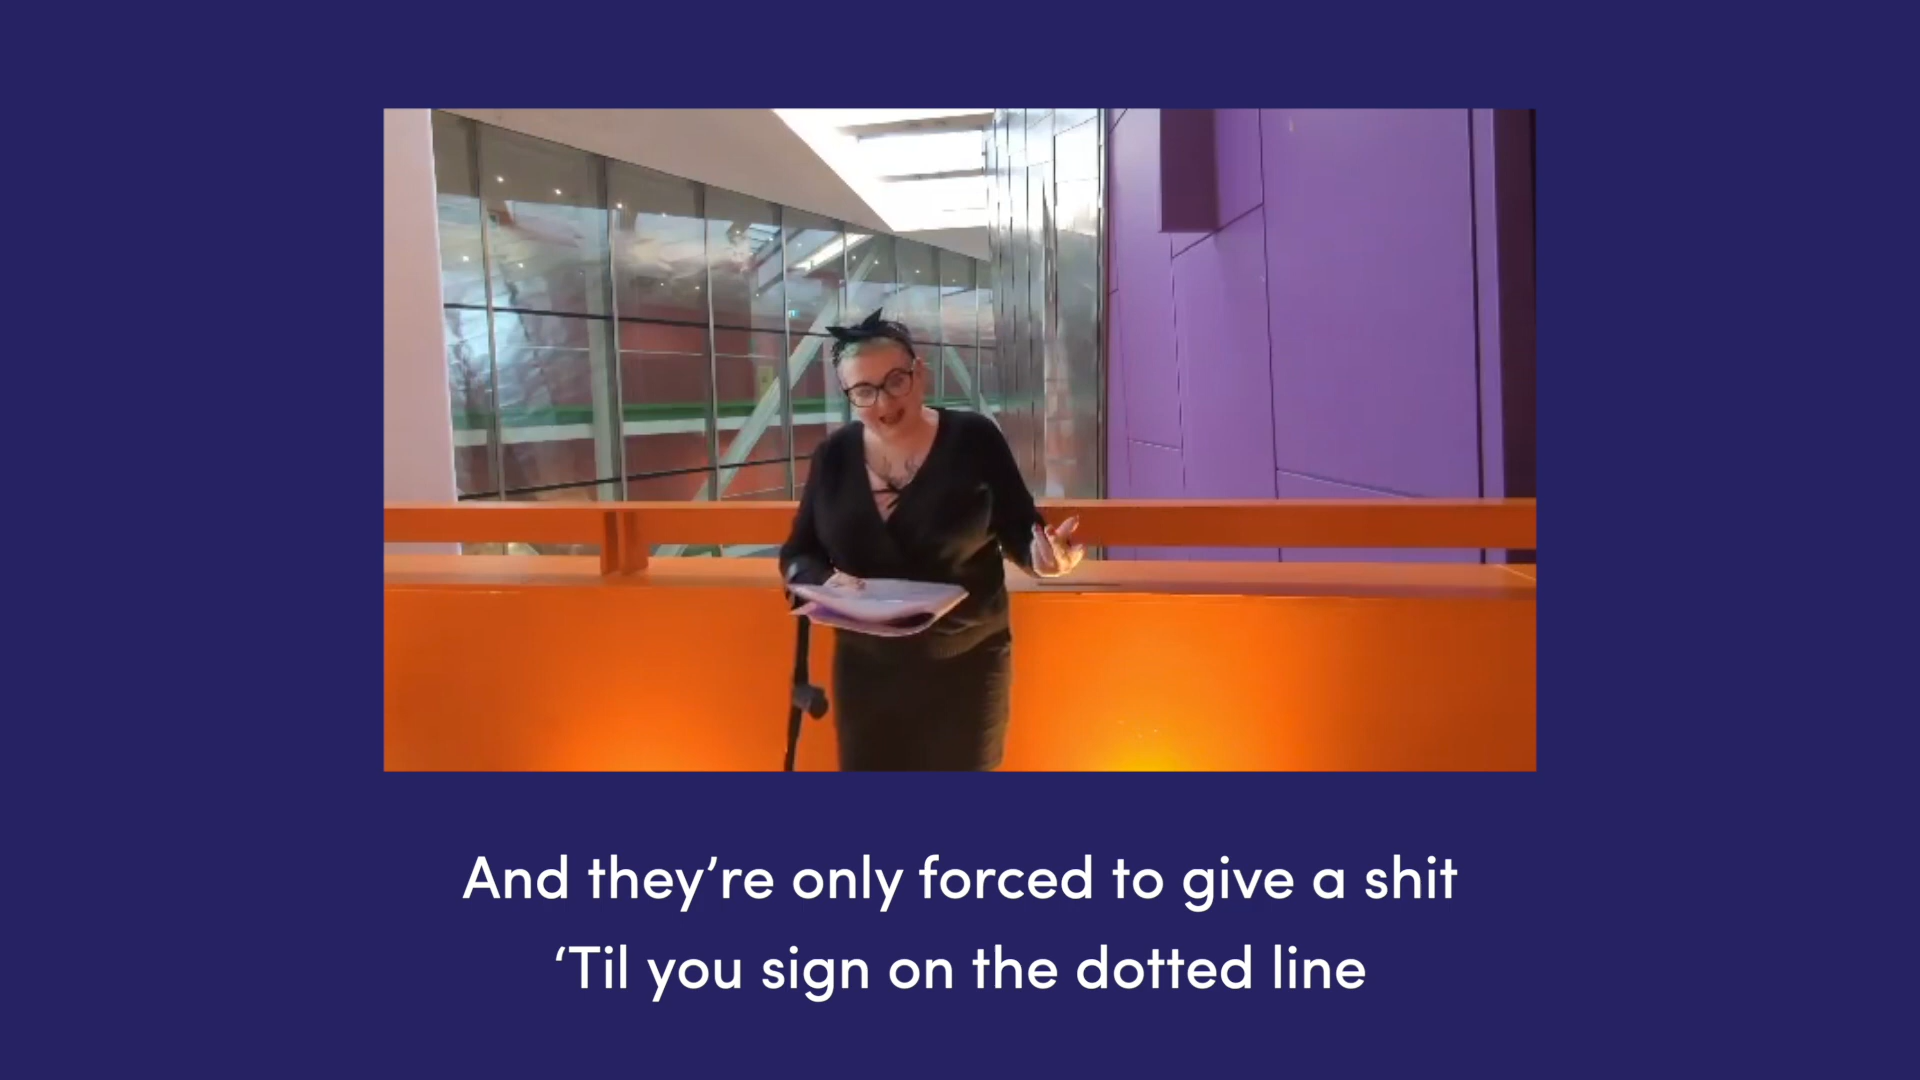 And they’re only forced to give a shit
‘Til you sign on the dotted line